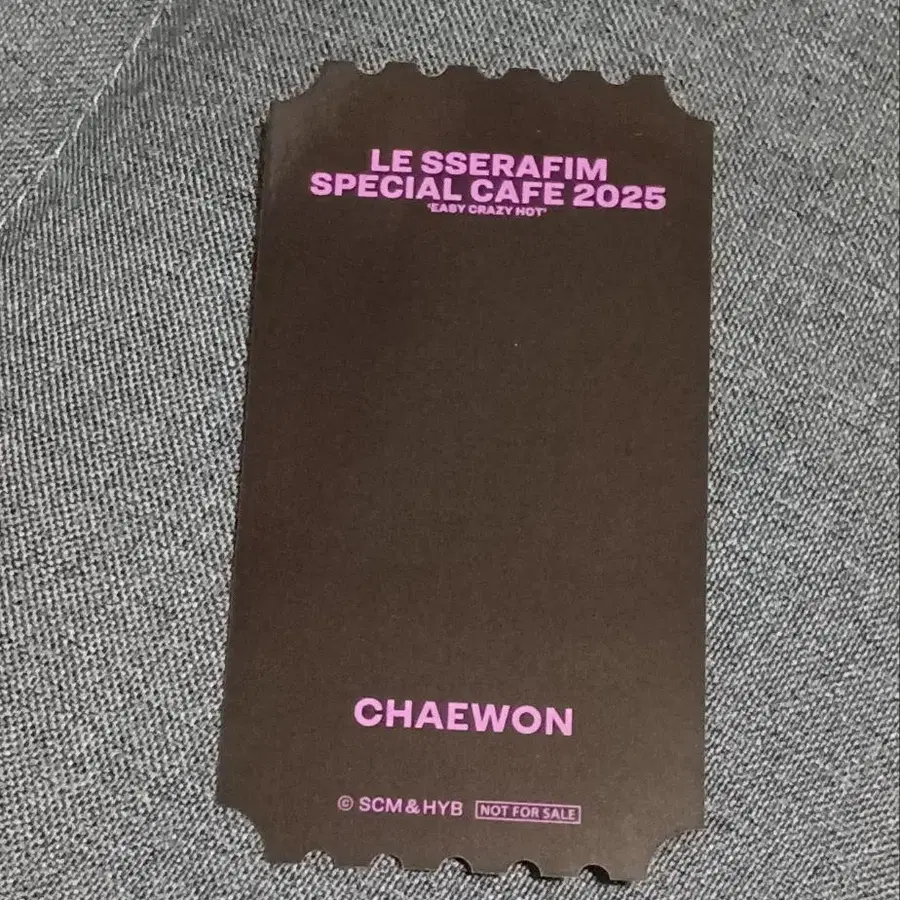 LE SSERAFIM
SPECIAL CAFE 2025
'EASY CRAZY HOT'
CHAEWON
© SCM & HYB NOT FOR SALE